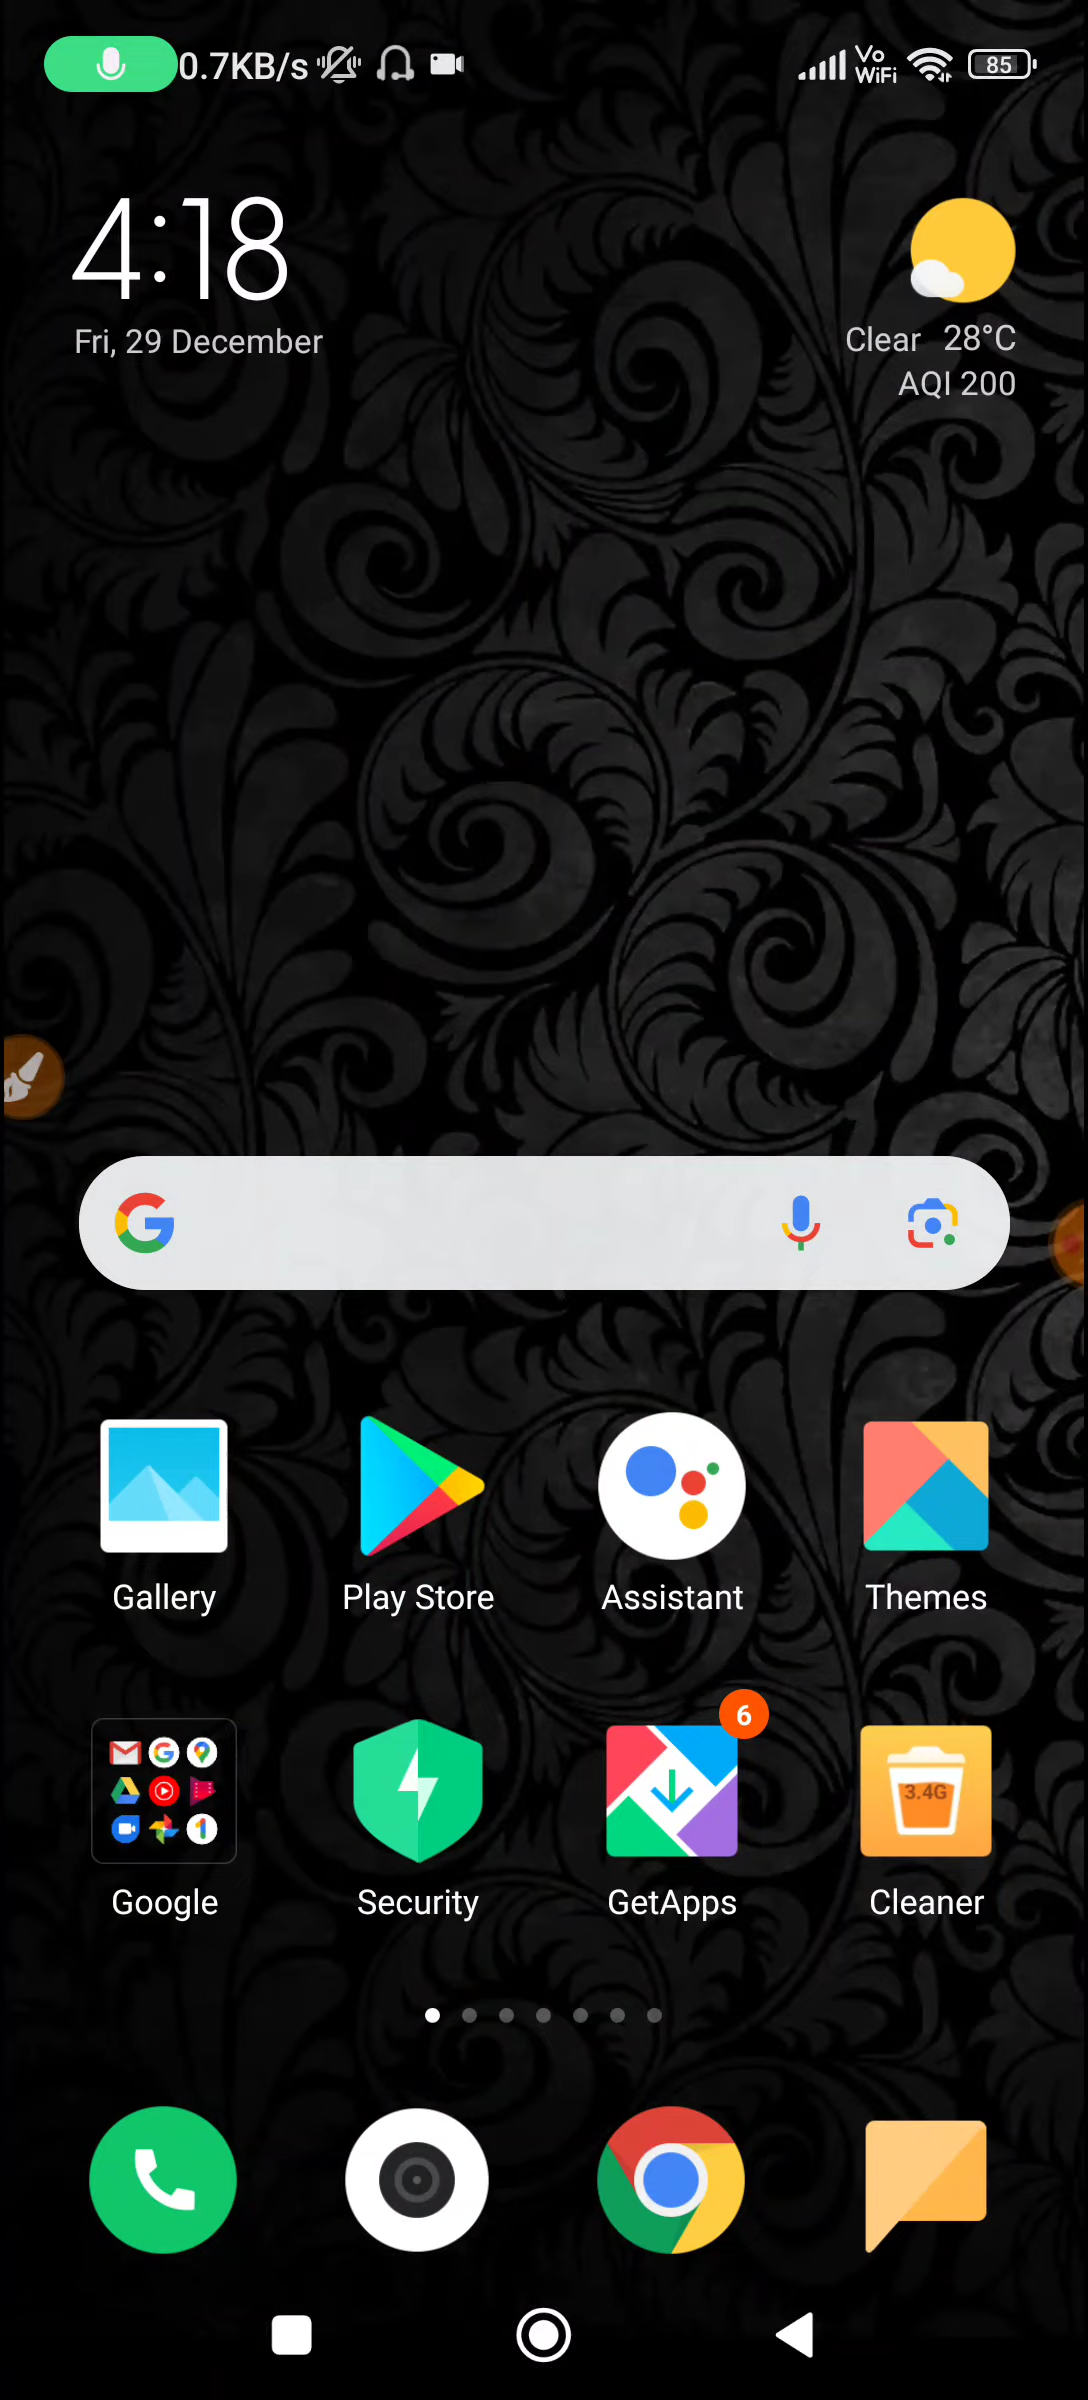 0.7KB/s
Vo
WiFi
85
4:18
Fri, 29 December
Clear 28°C
AQI 200
Gallery
Play Store
Assistant
Themes
6
3.4G
Google
Security
GetApps
Cleaner